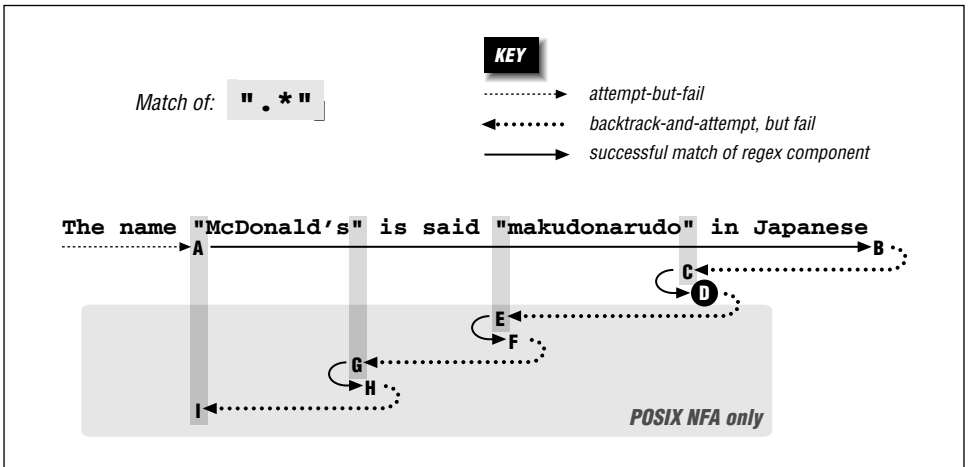 KEY
Match of: ".*"
attempt-but-fail
backtrack-and-attempt, but fail
successful match of regex component
The name "McDonald's" is said "makudonarudo" in Japanese
A
B
C
D
E
F
G
H
I
POSIX NFA only